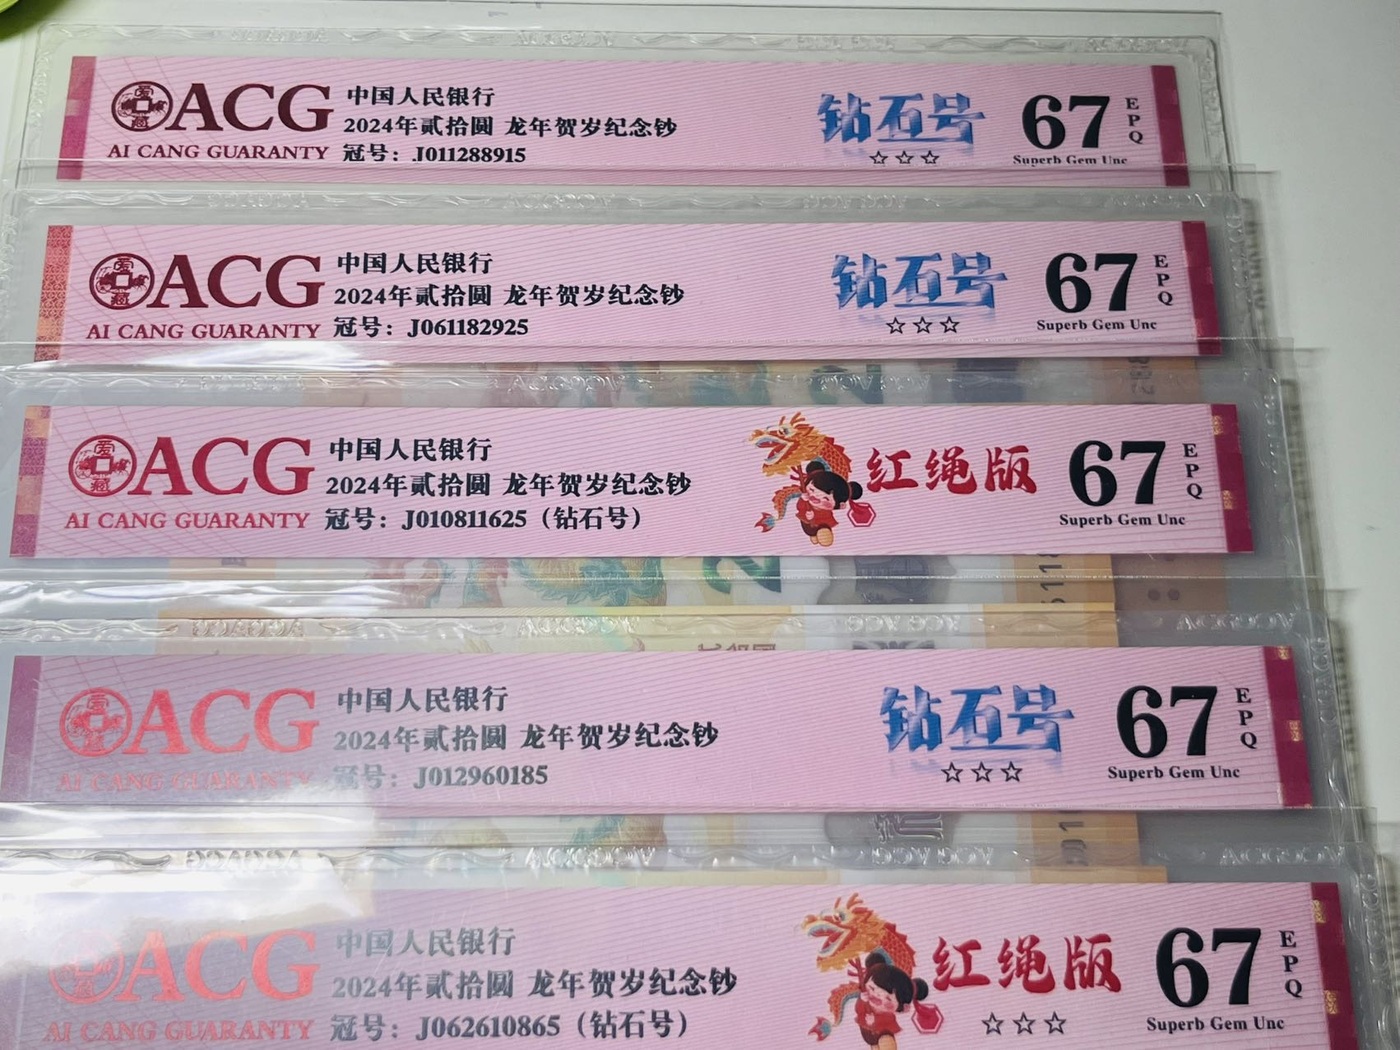 ACG
AI CANG GUARANTY
中国人民银行
2024年贰拾圆 龙年贺岁纪念钞
冠号：J011288915
钻石号
☆☆☆
67
EPQ
Superb Gem Unc
ACG
AI CANG GUARANTY
中国人民银行
2024年贰拾圆 龙年贺岁纪念钞
冠号：J061182925
钻石号
☆☆☆
67
EPQ
Superb Gem Unc
ACG
AI CANG GUARANTY
中国人民银行
2024年贰拾圆 龙年贺岁纪念钞
冠号：J010811625（钻石号）
红绳版
67
EPQ
Superb Gem Unc
ACG
AI CANG GUARANTY
中国人民银行
2024年贰拾圆 龙年贺岁纪念钞
冠号：J012960185
钻石号
☆☆☆
67
EPQ
Superb Gem Unc
ACG
AI CANG GUARANTY
中国人民银行
2024年贰拾圆 龙年贺岁纪念钞
冠号：J062610865（钻石号）
红绳版
☆☆☆
67
EPQ
Superb Gem Unc